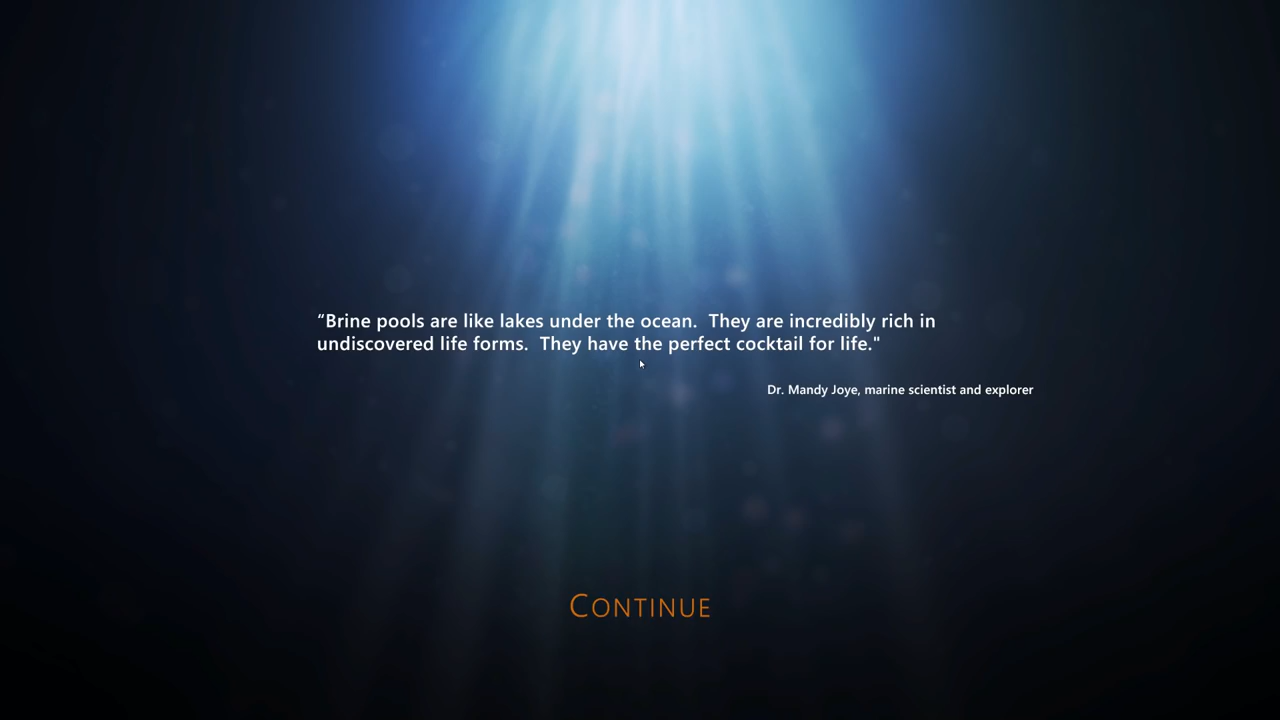 “Brine pools are like lakes under the ocean.  They are incredibly rich in
undiscovered life forms.  They have the perfect cocktail for life."
Dr. Mandy Joye, marine scientist and explorer
CONTINUE